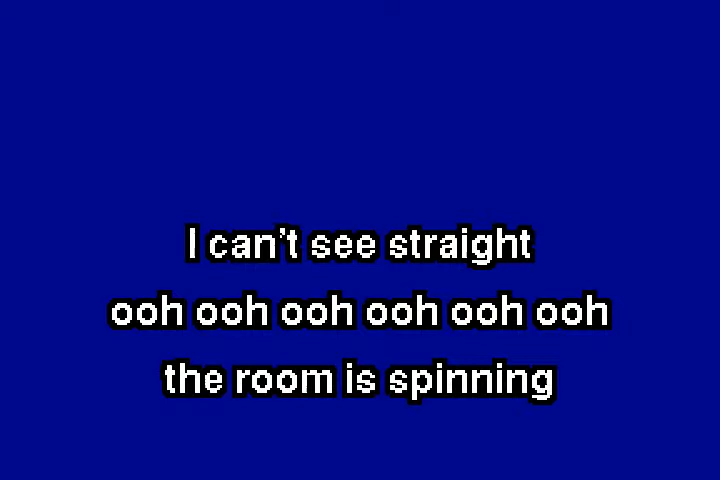 I can't see straight
ooh ooh ooh ooh ooh ooh
the room is spinning